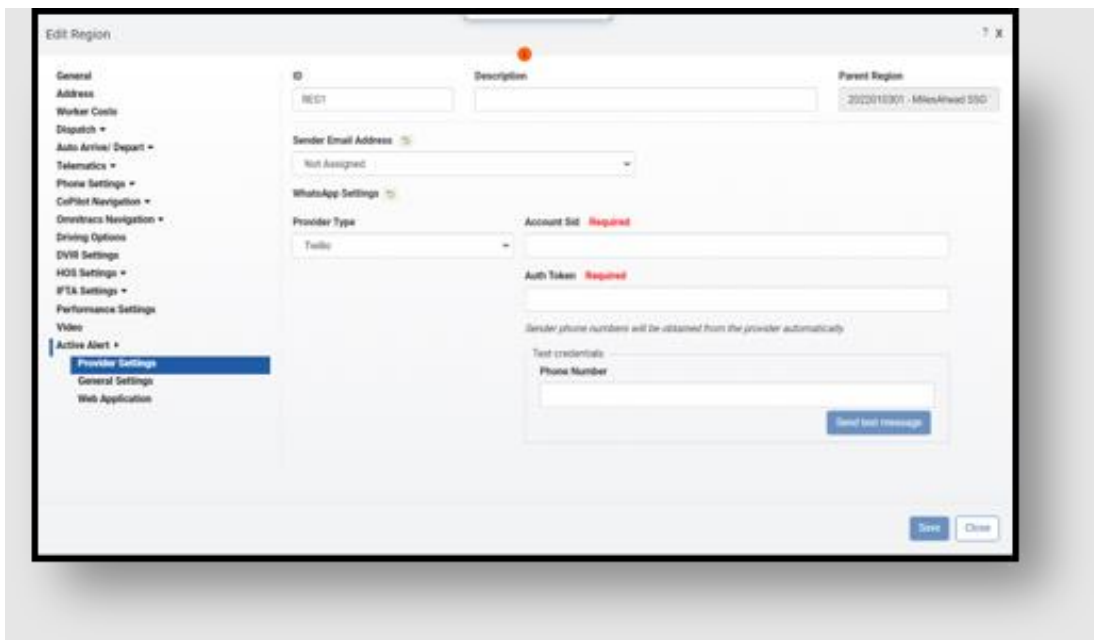 Edit Region
? X
General
Address
Worker Costs
Dispatch
Auto Arrive/ Depart
Telematics
Phone Settings
CoPilot Navigation
Omnitracs Navigation
Driving Options
DVIR Settings
HOS Settings
IFTA Settings
Performance Settings
Video
Active Alert
Provider Settings
General Settings
Web Application
ID
REG1
Description
Parent Region
2022010301 - MilesAhead SSO
Sender Email Address
Not Assigned
WhatsApp Settings
Provider Type
Twilio
Account Sid Required
Auth Token Required
Sender phone numbers will be obtained from the provider automatically
Test credentials
Phone Number
Send test message
Save
Close